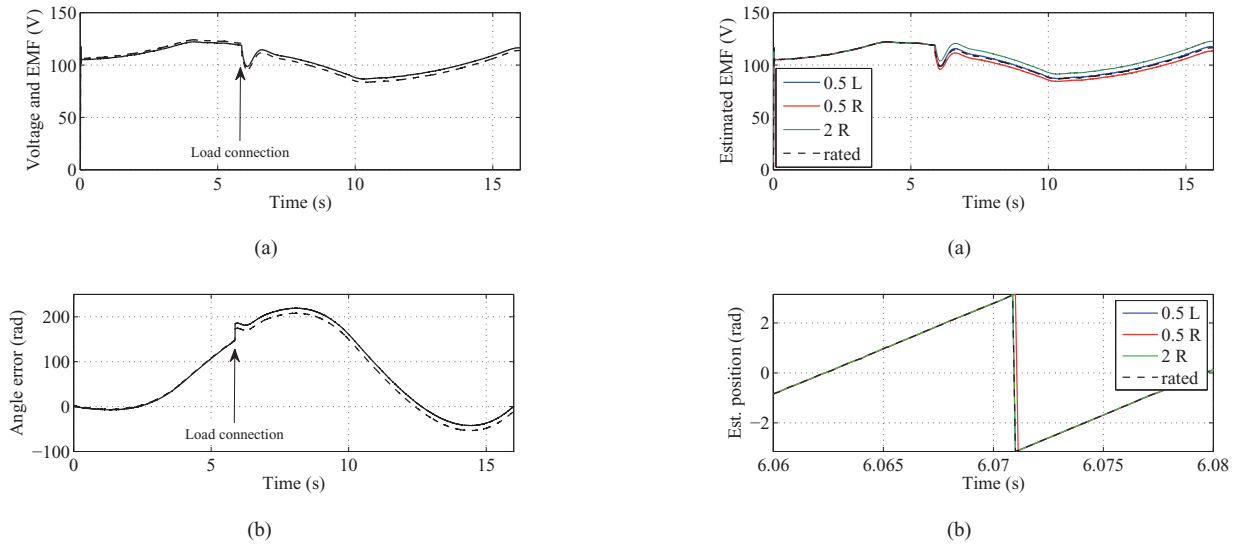 Voltage and EMF (V)
150
100
50
0
Load connection
0
5
10
15
Time (s)
(a)
Angle error (rad)
200
100
0
−100
Load connection
0
5
10
15
Time (s)
(b)
Estimated EMF (V)
150
100
50
0
0.5 L
0.5 R
2 R
rated
0
5
10
15
Time (s)
(a)
Est. position (rad)
2
0
−2
0.5 L
0.5 R
2 R
rated
6.06
6.065
6.07
6.075
6.08
Time (s)
(b)